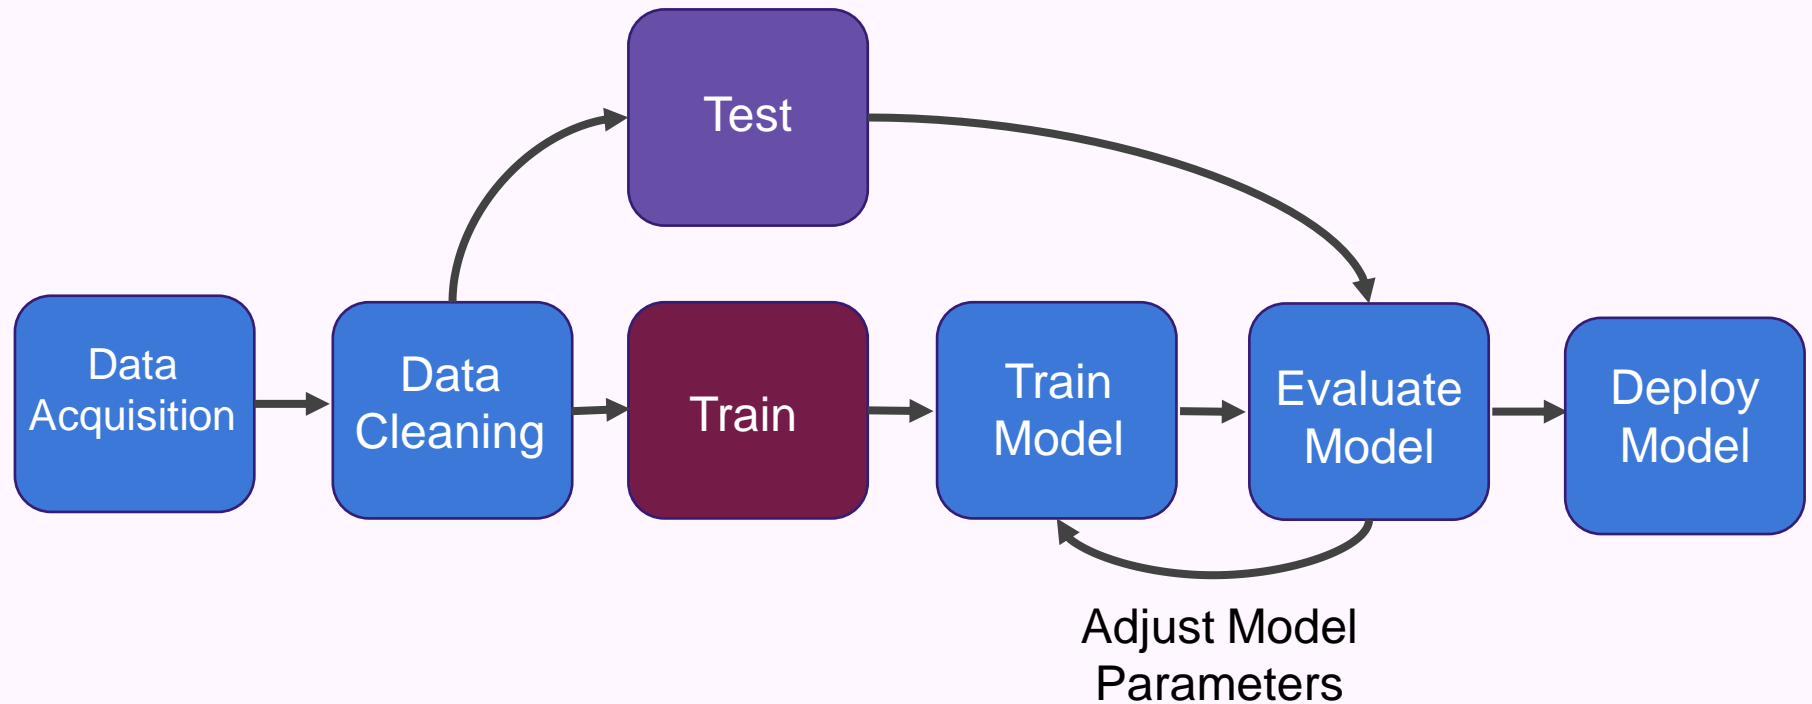 Test
Data
Acquisition
Data
Cleaning
Train
Train
Model
Evaluate
Model
Deploy
Model
Adjust Model
Parameters